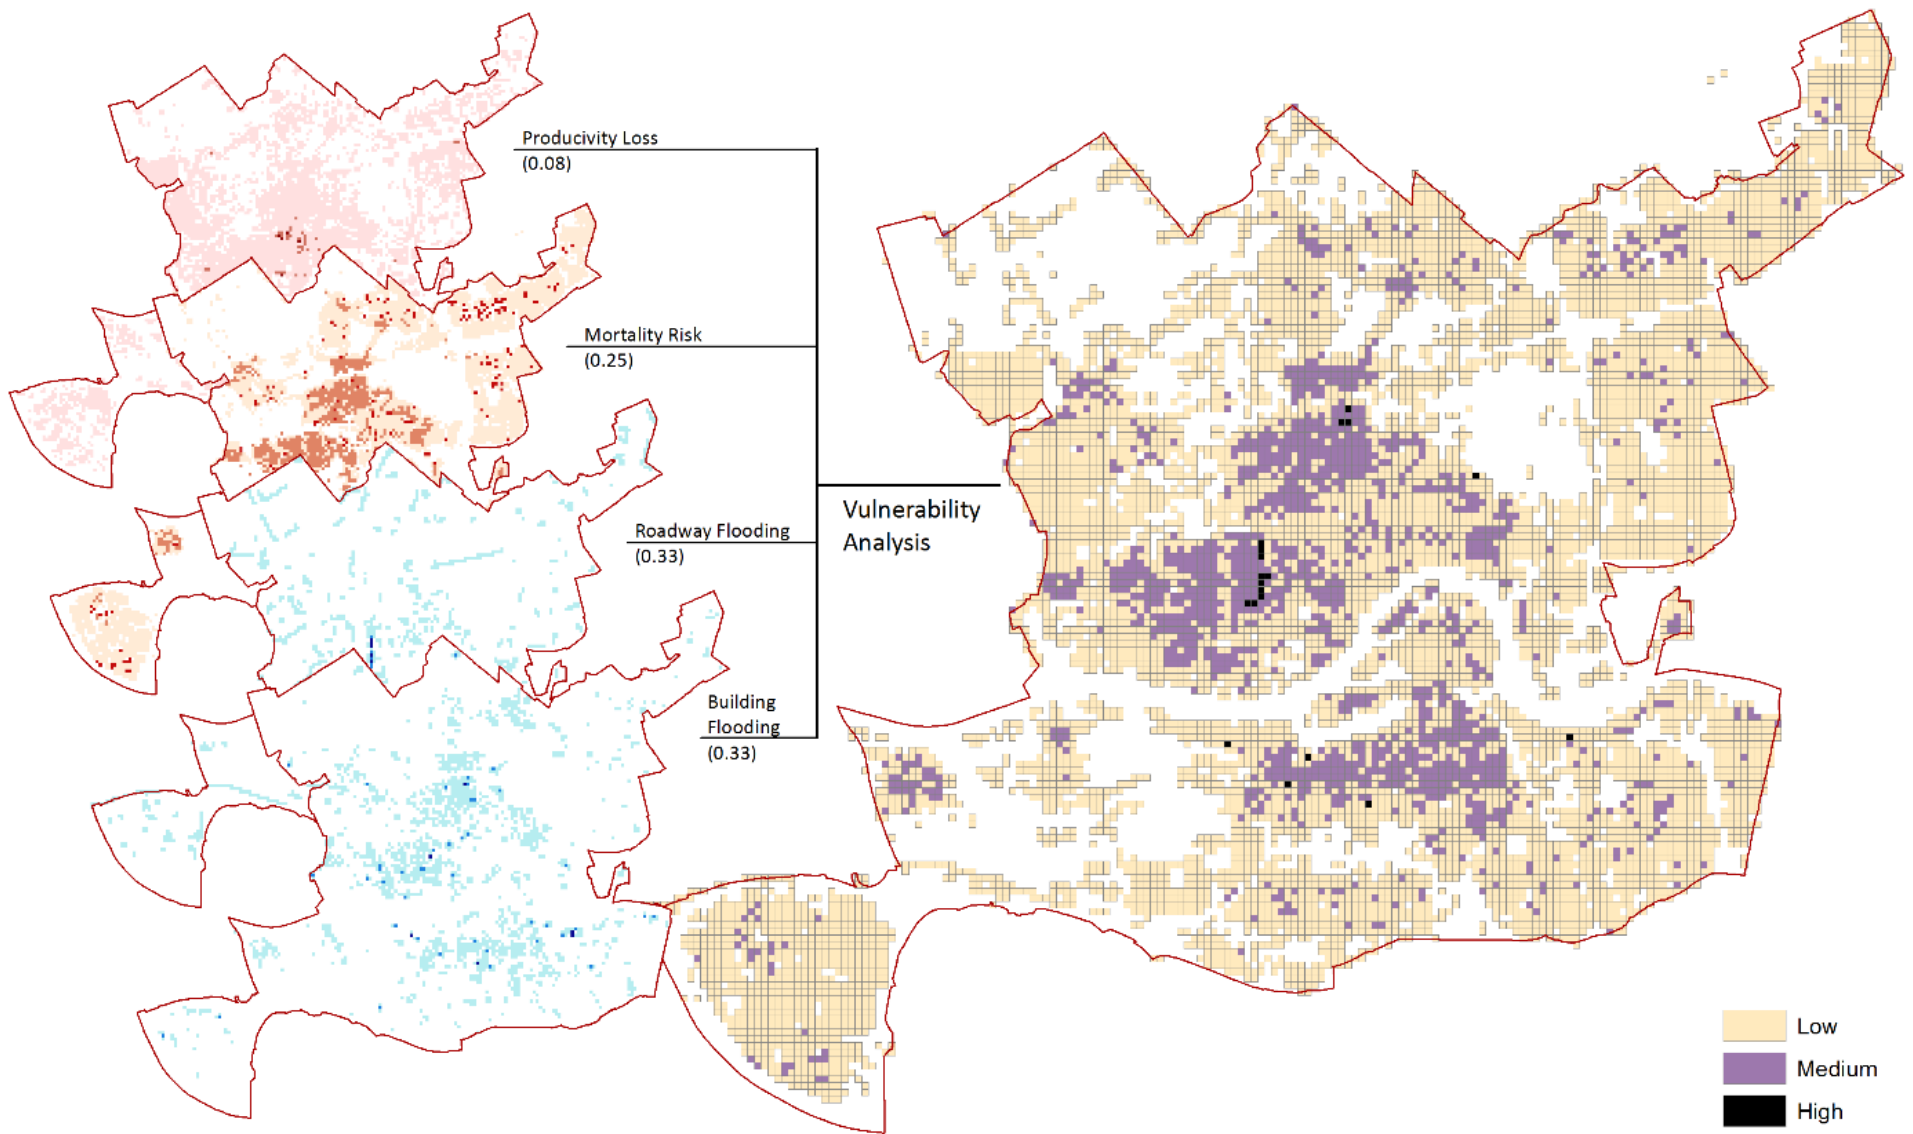 Producivity Loss
(0.08)
Mortality Risk
(0.25)
Roadway Flooding
(0.33)
Building
Flooding
(0.33)
Vulnerability
Analysis
Low
Medium
High